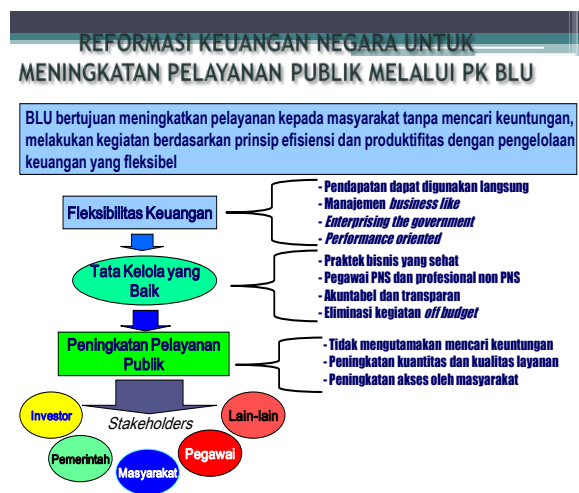 REFORMASI KEUANGAN NEGARA UNTUK
MENINGKATAN PELAYANAN PUBLIK MELALUI PK BLU
BLU bertujuan meningkatkan pelayanan kepada masyarakat tanpa mencari keuntungan,
melakukan kegiatan berdasarkan prinsip efisiensi dan produktifitas dengan pengelolaan
keuangan yang fleksibel
Fleksibilitas Keuangan
- Pendapatan dapat digunakan langsung
- Manajemen business like
- Enterprising the government
- Performance oriented
Tata Kelola yang
Baik
- Praktek bisnis yang sehat
- Pegawai PNS dan profesional non PNS
- Akuntabel dan transparan
- Eliminasi kegiatan off budget
Peningkatan Pelayanan
Publik
- Tidak mengutamakan mencari keuntungan
- Peningkatan kuantitas dan kualitas layanan
- Peningkatan akses oleh masyarakat
Stakeholders
Investor
Pemerintah
Masyarakat
Pegawai
Lain-lain